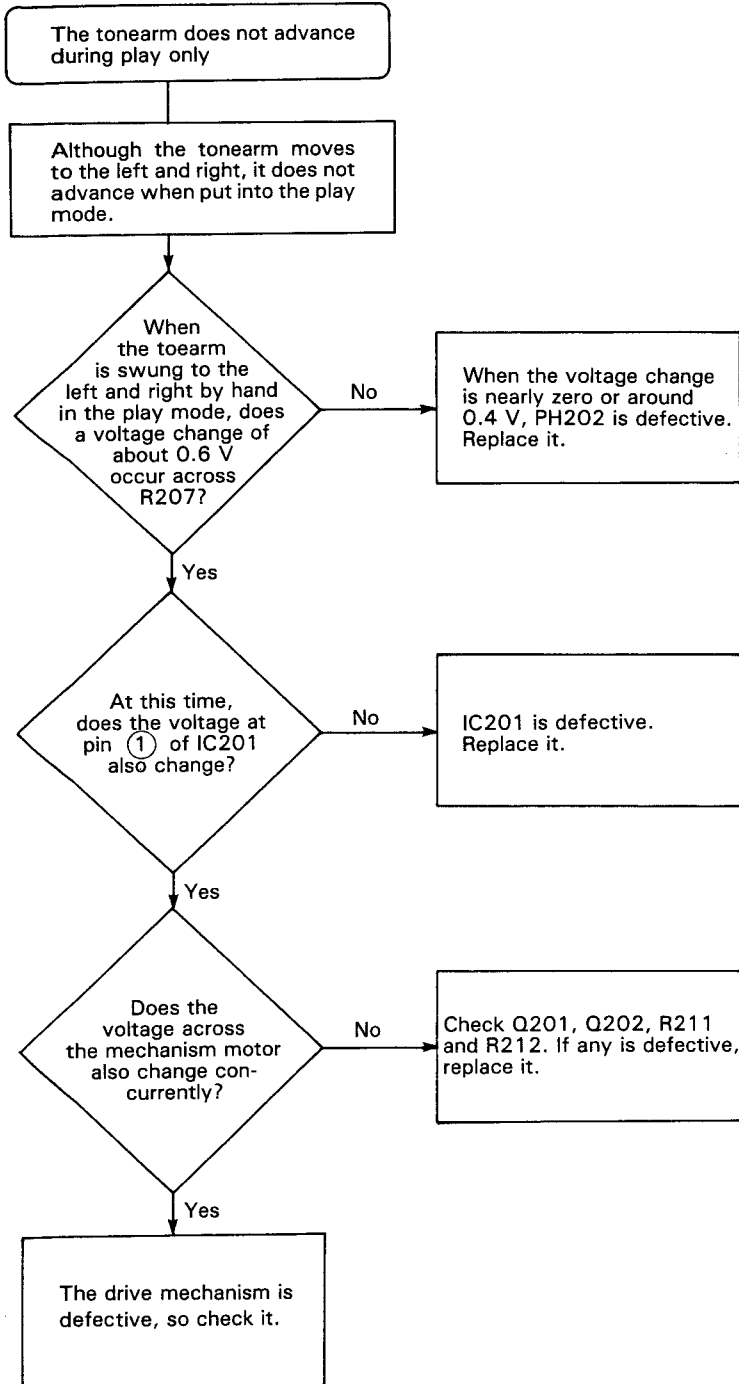 The tonearm does not advance
during play only
Although the tonearm moves
to the left and right, it does not
advance when put into the play
mode.
When
the toearm
is swung to the
left and right by hand
in the play mode, does
a voltage change of
about 0.6 V
occur across
R207?
No
When the voltage change
is nearly zero or around
0.4 V, PH202 is defective.
Replace it.
Yes
At this time,
does the voltage at
pin ① of IC201
also change?
No
IC201 is defective.
Replace it.
Yes
Does the
voltage across
the mechanism motor
also change con-
currently?
No
Check Q201, Q202, R211
and R212. If any is defective,
replace it.
Yes
The drive mechanism is
defective, so check it.